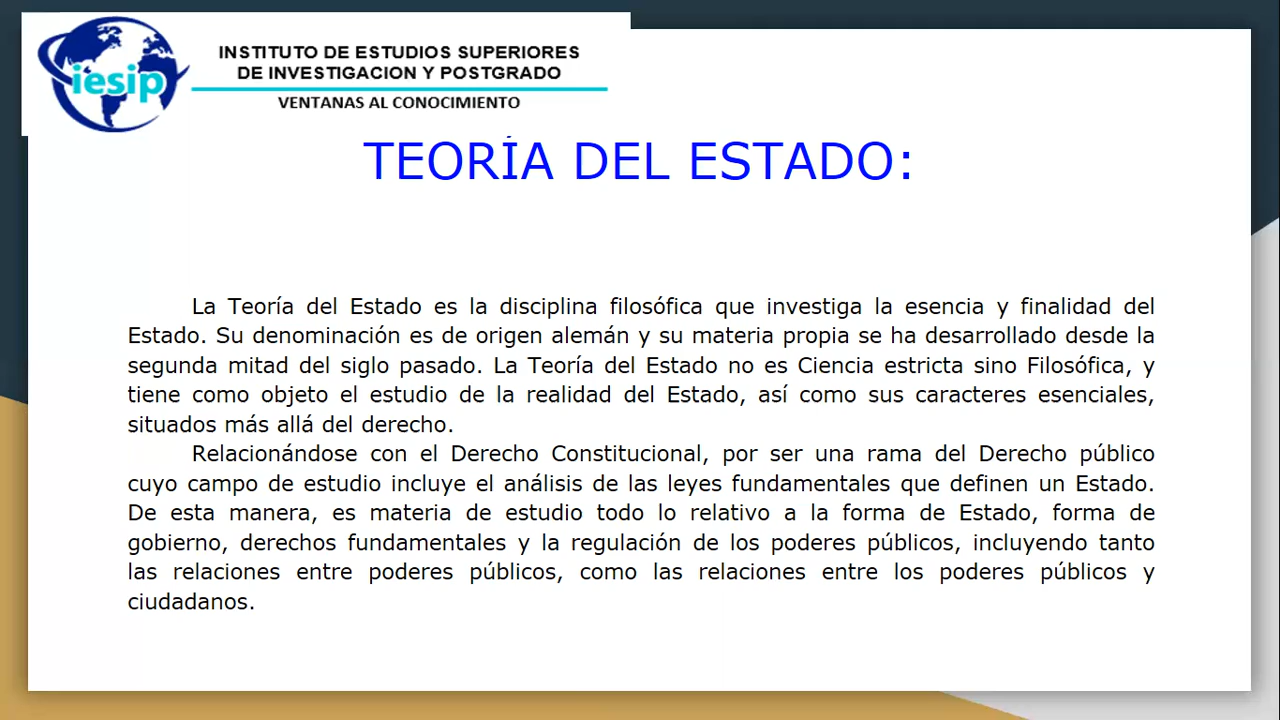 iesip
INSTITUTO DE ESTUDIOS SUPERIORES
DE INVESTIGACION Y POSTGRADO
VENTANAS AL CONOCIMIENTO
TEORÍA DEL ESTADO:
La Teoría del Estado es la disciplina filosófica que investiga la esencia y finalidad del
Estado. Su denominación es de origen alemán y su materia propia se ha desarrollado desde la
segunda mitad del siglo pasado. La Teoría del Estado no es Ciencia estricta sino Filosófica, y
tiene como objeto el estudio de la realidad del Estado, así como sus caracteres esenciales,
situados más allá del derecho.
Relacionándose con el Derecho Constitucional, por ser una rama del Derecho público
cuyo campo de estudio incluye el análisis de las leyes fundamentales que definen un Estado.
De esta manera, es materia de estudio todo lo relativo a la forma de Estado, forma de
gobierno, derechos fundamentales y la regulación de los poderes públicos, incluyendo tanto
las relaciones entre poderes públicos, como las relaciones entre los poderes públicos y
ciudadanos.